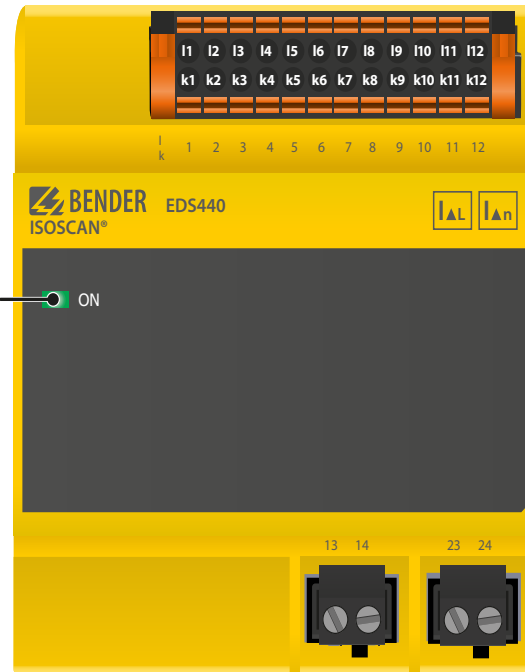 l1 l2 l3 l4 l5 l6 l7 l8 l9 l10 l11 l12
k1 k2 k3 k4 k5 k6 k7 k8 k9 k10 k11 k12
l
k 1 2 3 4 5 6 7 8 9 10 11 12
BENDER EDS440
ISOSCAN®
I▲L I▲n
ON
13 14 23 24